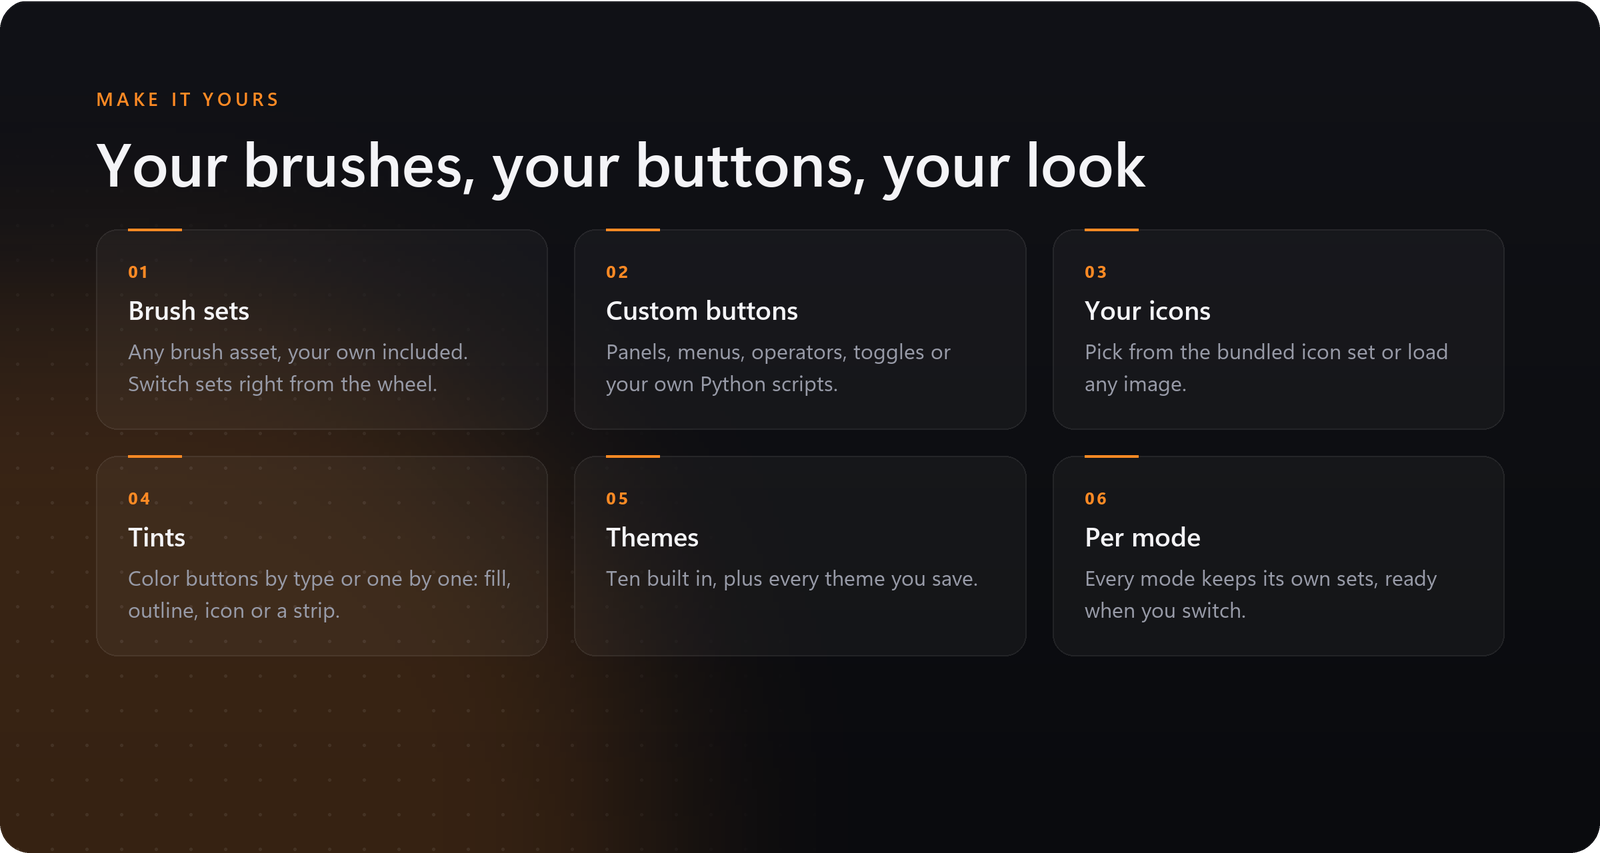 MAKE IT YOURS
Your brushes, your buttons, your look
01
Brush sets
Any brush asset, your own included.
Switch sets right from the wheel.
02
Custom buttons
Panels, menus, operators, toggles or
your own Python scripts.
03
Your icons
Pick from the bundled icon set or load
any image.
04
Tints
Color buttons by type or one by one: fill,
outline, icon or a strip.
05
Themes
Ten built in, plus every theme you save.
06
Per mode
Every mode keeps its own sets, ready
when you switch.